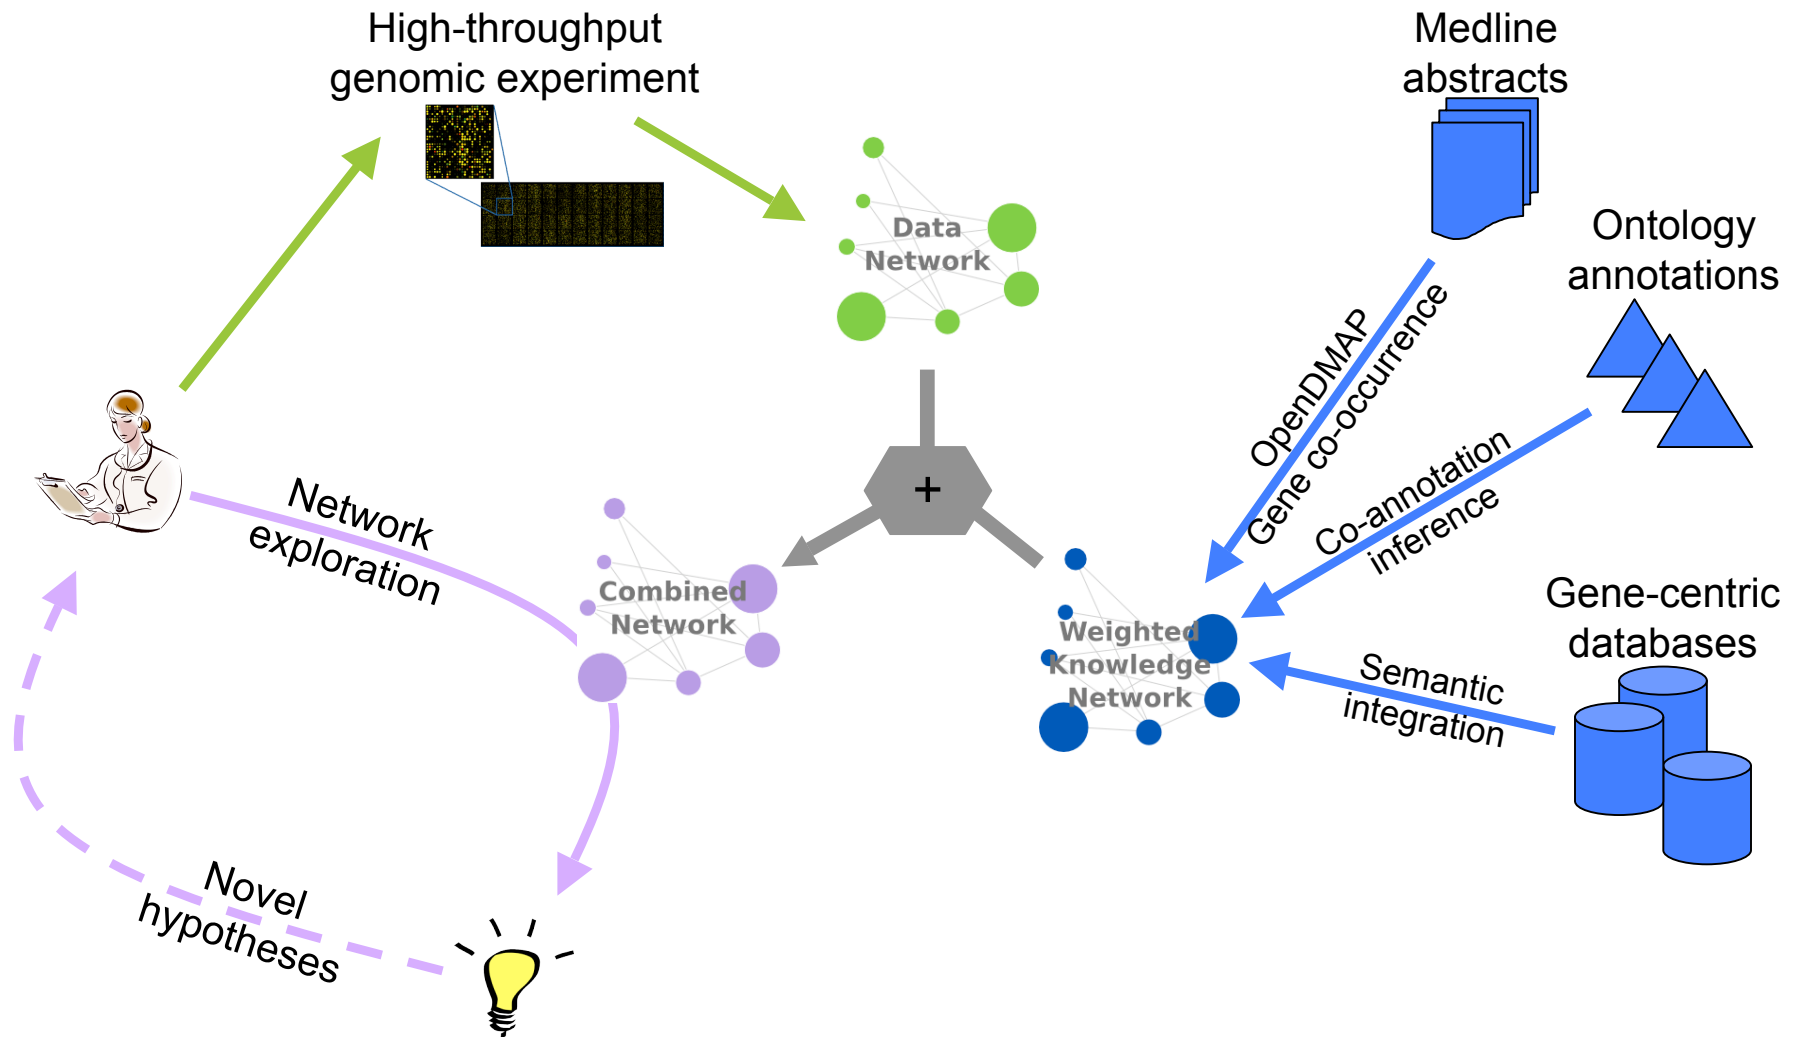 High-throughput
genomic experiment
Medline
abstracts
Data
Network
Ontology
annotations
OpenDMAP
Gene co-occurrence
Co-annotation
inference
+
Network
exploration
Combined
Network
Weighted
Knowledge
Network
Gene-centric
databases
Semantic
integration
Novel
hypotheses